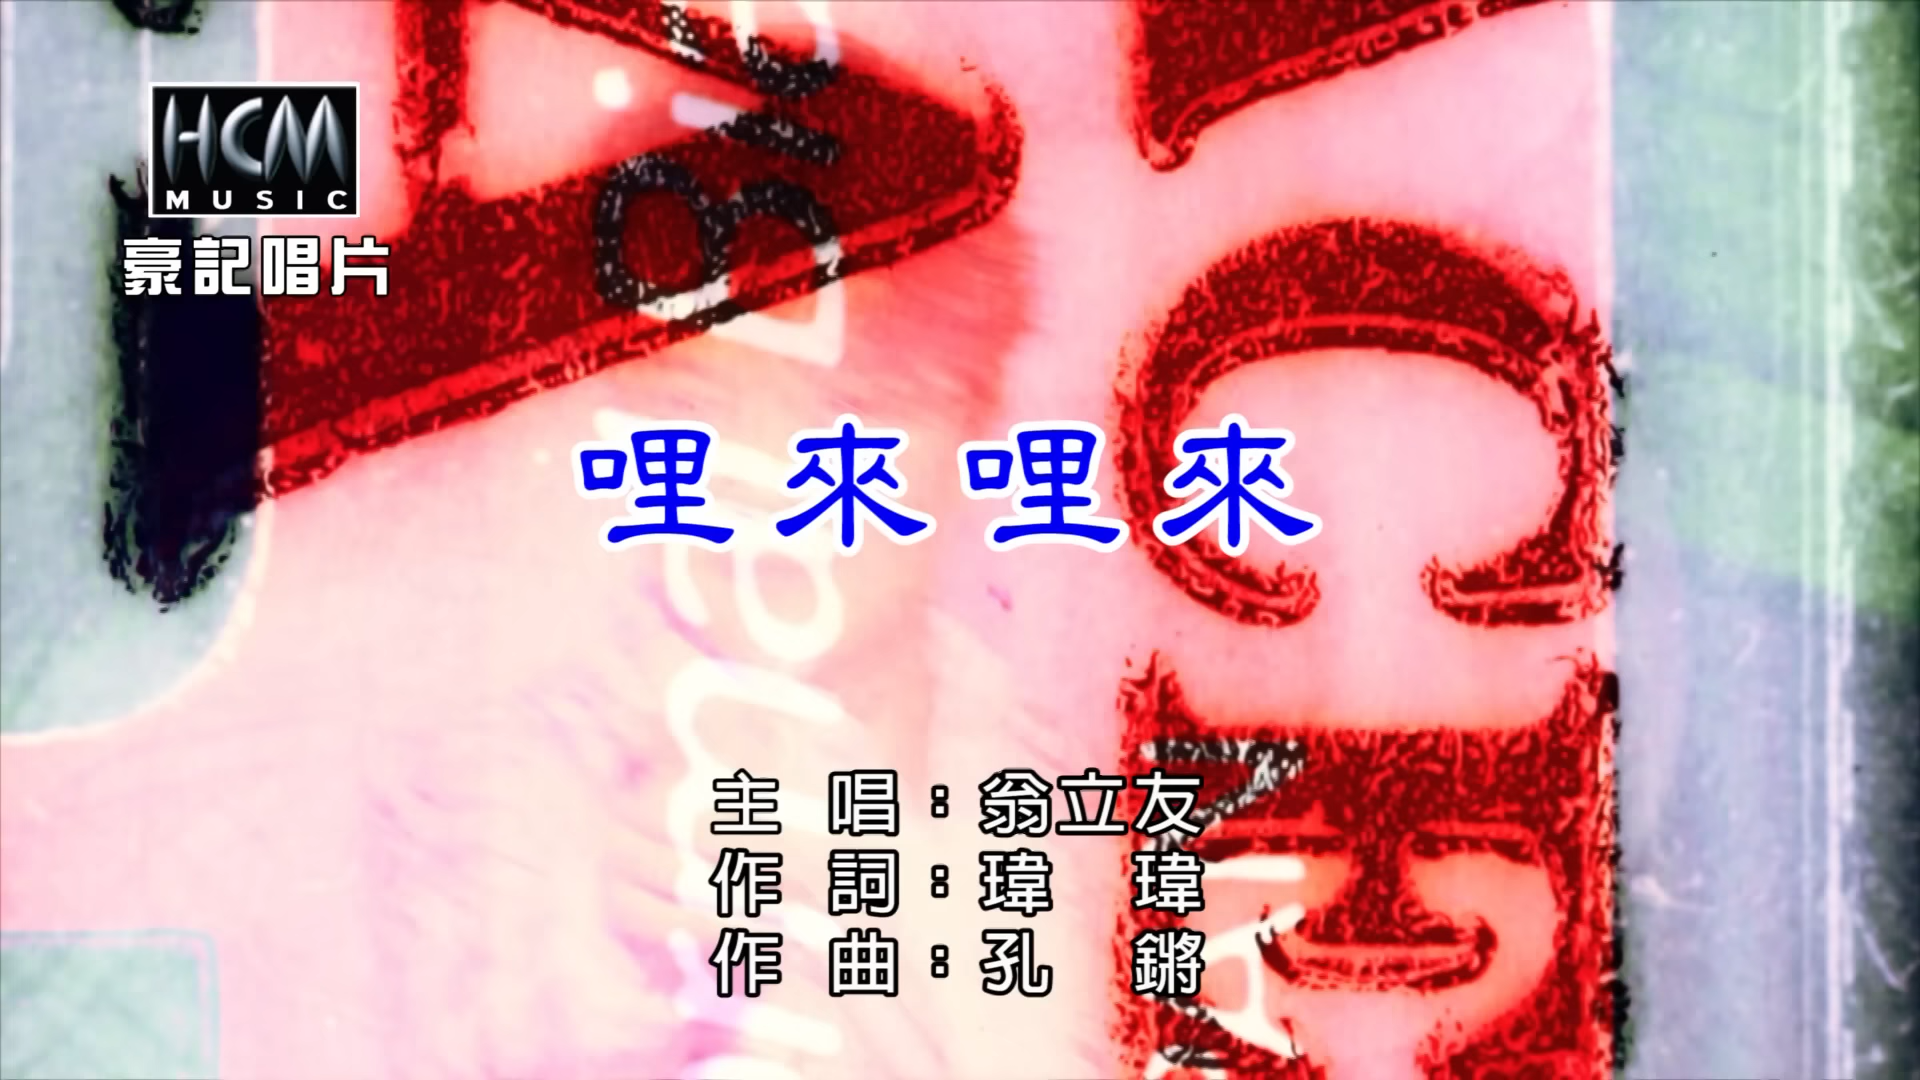 HCM
MUSIC
豪記唱片
哩來哩來
主 唱：翁立友
作 詞：瑋 瑋
作 曲：孔 鏘